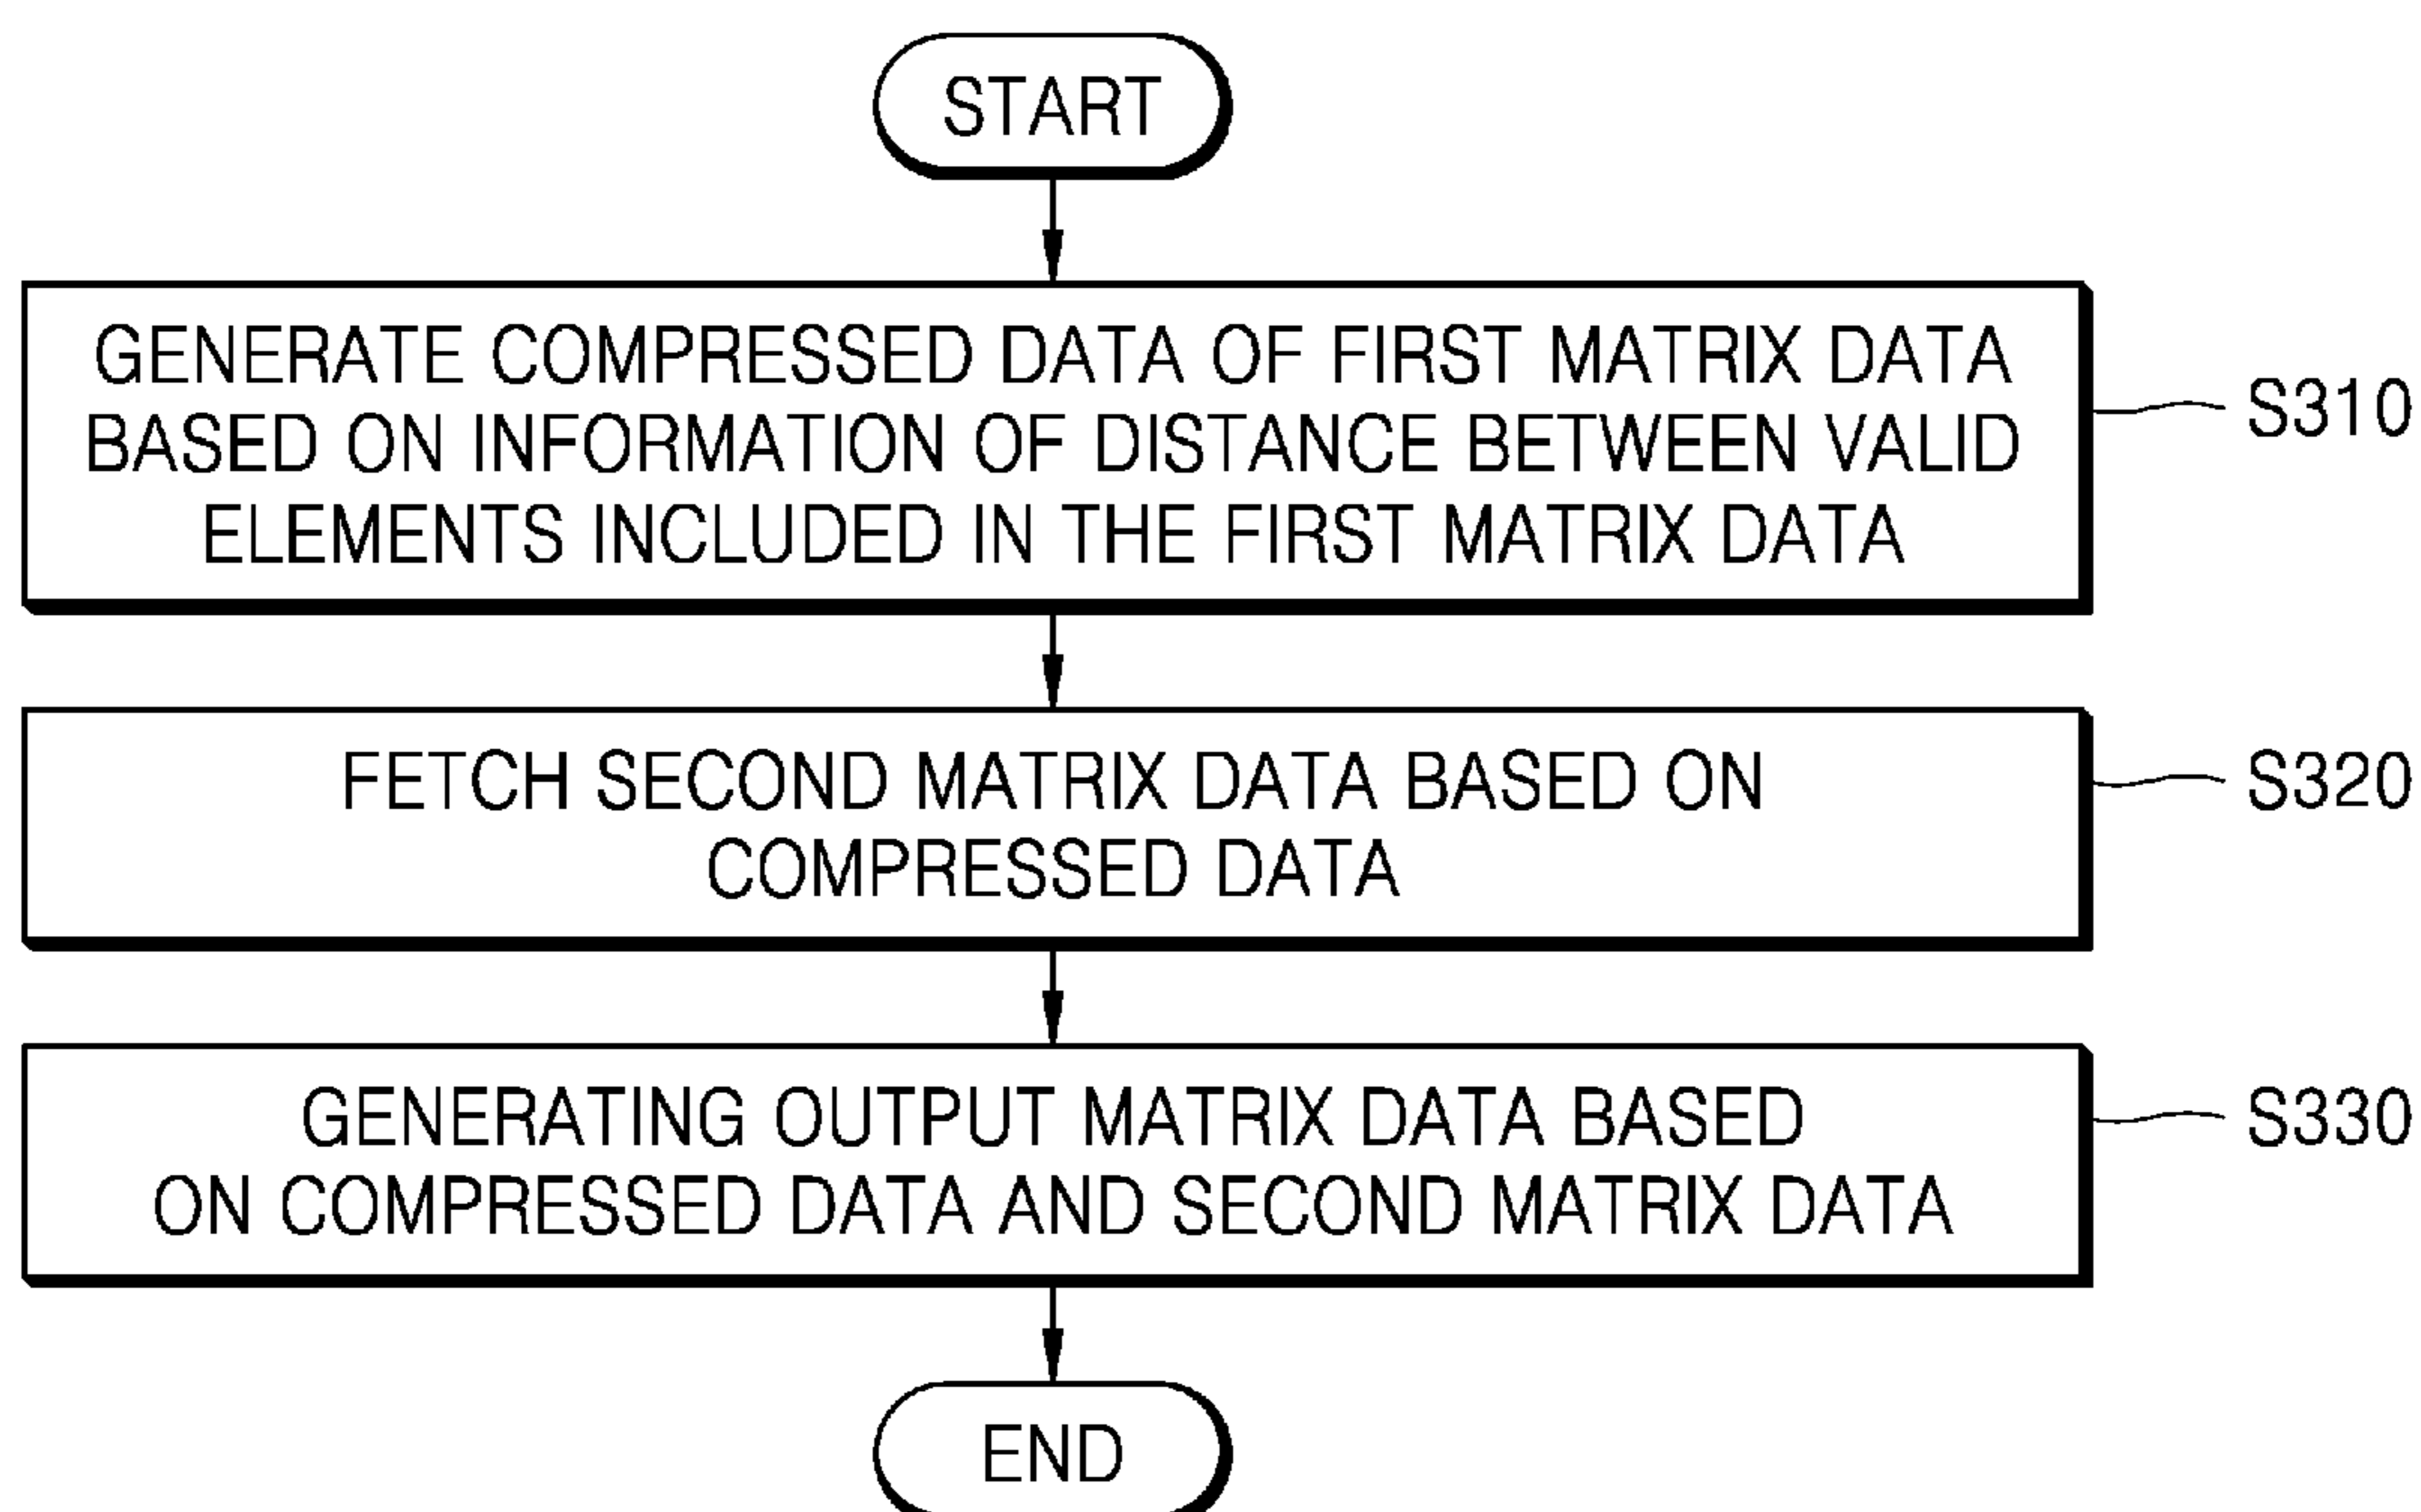 START
GENERATE COMPRESSED DATA OF FIRST MATRIX DATA
BASED ON INFORMATION OF DISTANCE BETWEEN VALID
ELEMENTS INCLUDED IN THE FIRST MATRIX DATA
S310
FETCH SECOND MATRIX DATA BASED ON
COMPRESSED DATA
S320
GENERATING OUTPUT MATRIX DATA BASED
ON COMPRESSED DATA AND SECOND MATRIX DATA
S330
END